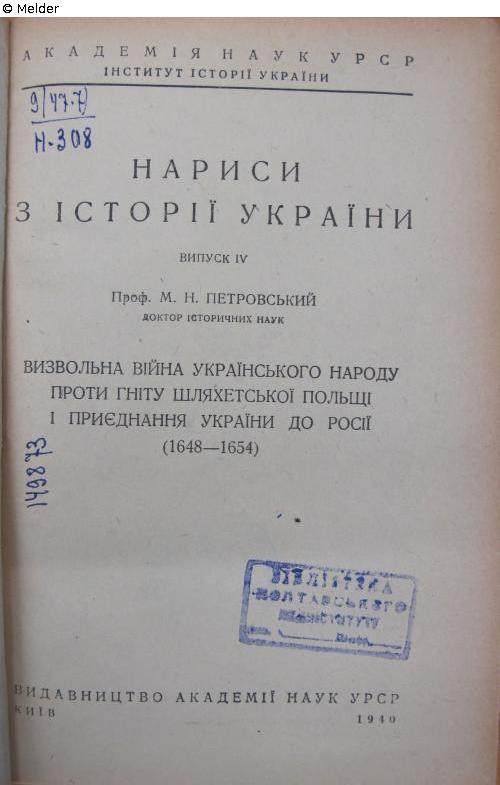 © Melder
АКАДЕМІЯ НАУК УРСР
ІНСТИТУТ ІСТОРІЇ УКРАЇНИ
9(47.7)
Н-308
НАРИСИ
З ІСТОРІЇ УКРАЇНИ
ВИПУСК IV
Проф. М. Н. ПЕТРОВСЬКИЙ
ДОКТОР ІСТОРИЧНИХ НАУК
ВИЗВОЛЬНА ВІЙНА УКРАЇНСЬКОГО НАРОДУ
ПРОТИ ГНІТУ ШЛЯХЕТСЬКОЇ ПОЛЬЩІ
І ПРИЄДНАННЯ УКРАЇНИ ДО РОСІЇ
(1648—1654)
149873
БІБЛІОТЕКА
ПОЛТАВСЬКОГО
ВИДАВНИЦТВО АКАДЕМІЇ НАУК УРСР
КИЇВ 1940